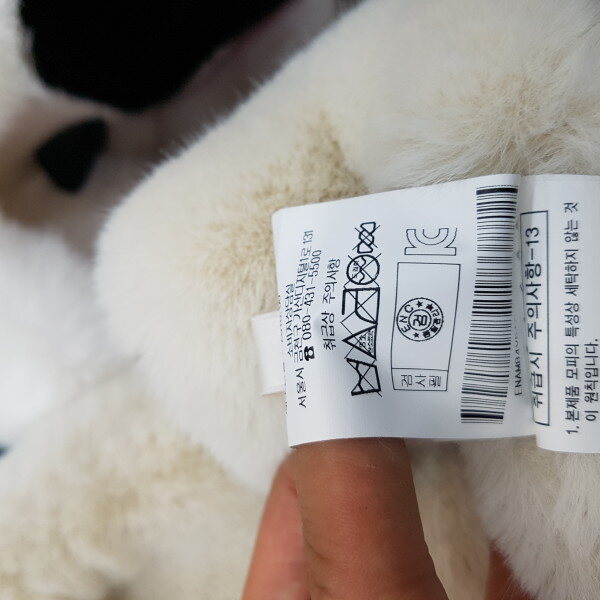 소비자상담실
서울시 금천구 가산디지털1로 131
☎ 080-431-5500
취급상 주의사항
ENC
검사필
취급시 주의사항-13
1. 본제품 모피의 특성상 세탁하지 않는 것
이 원칙입니다.